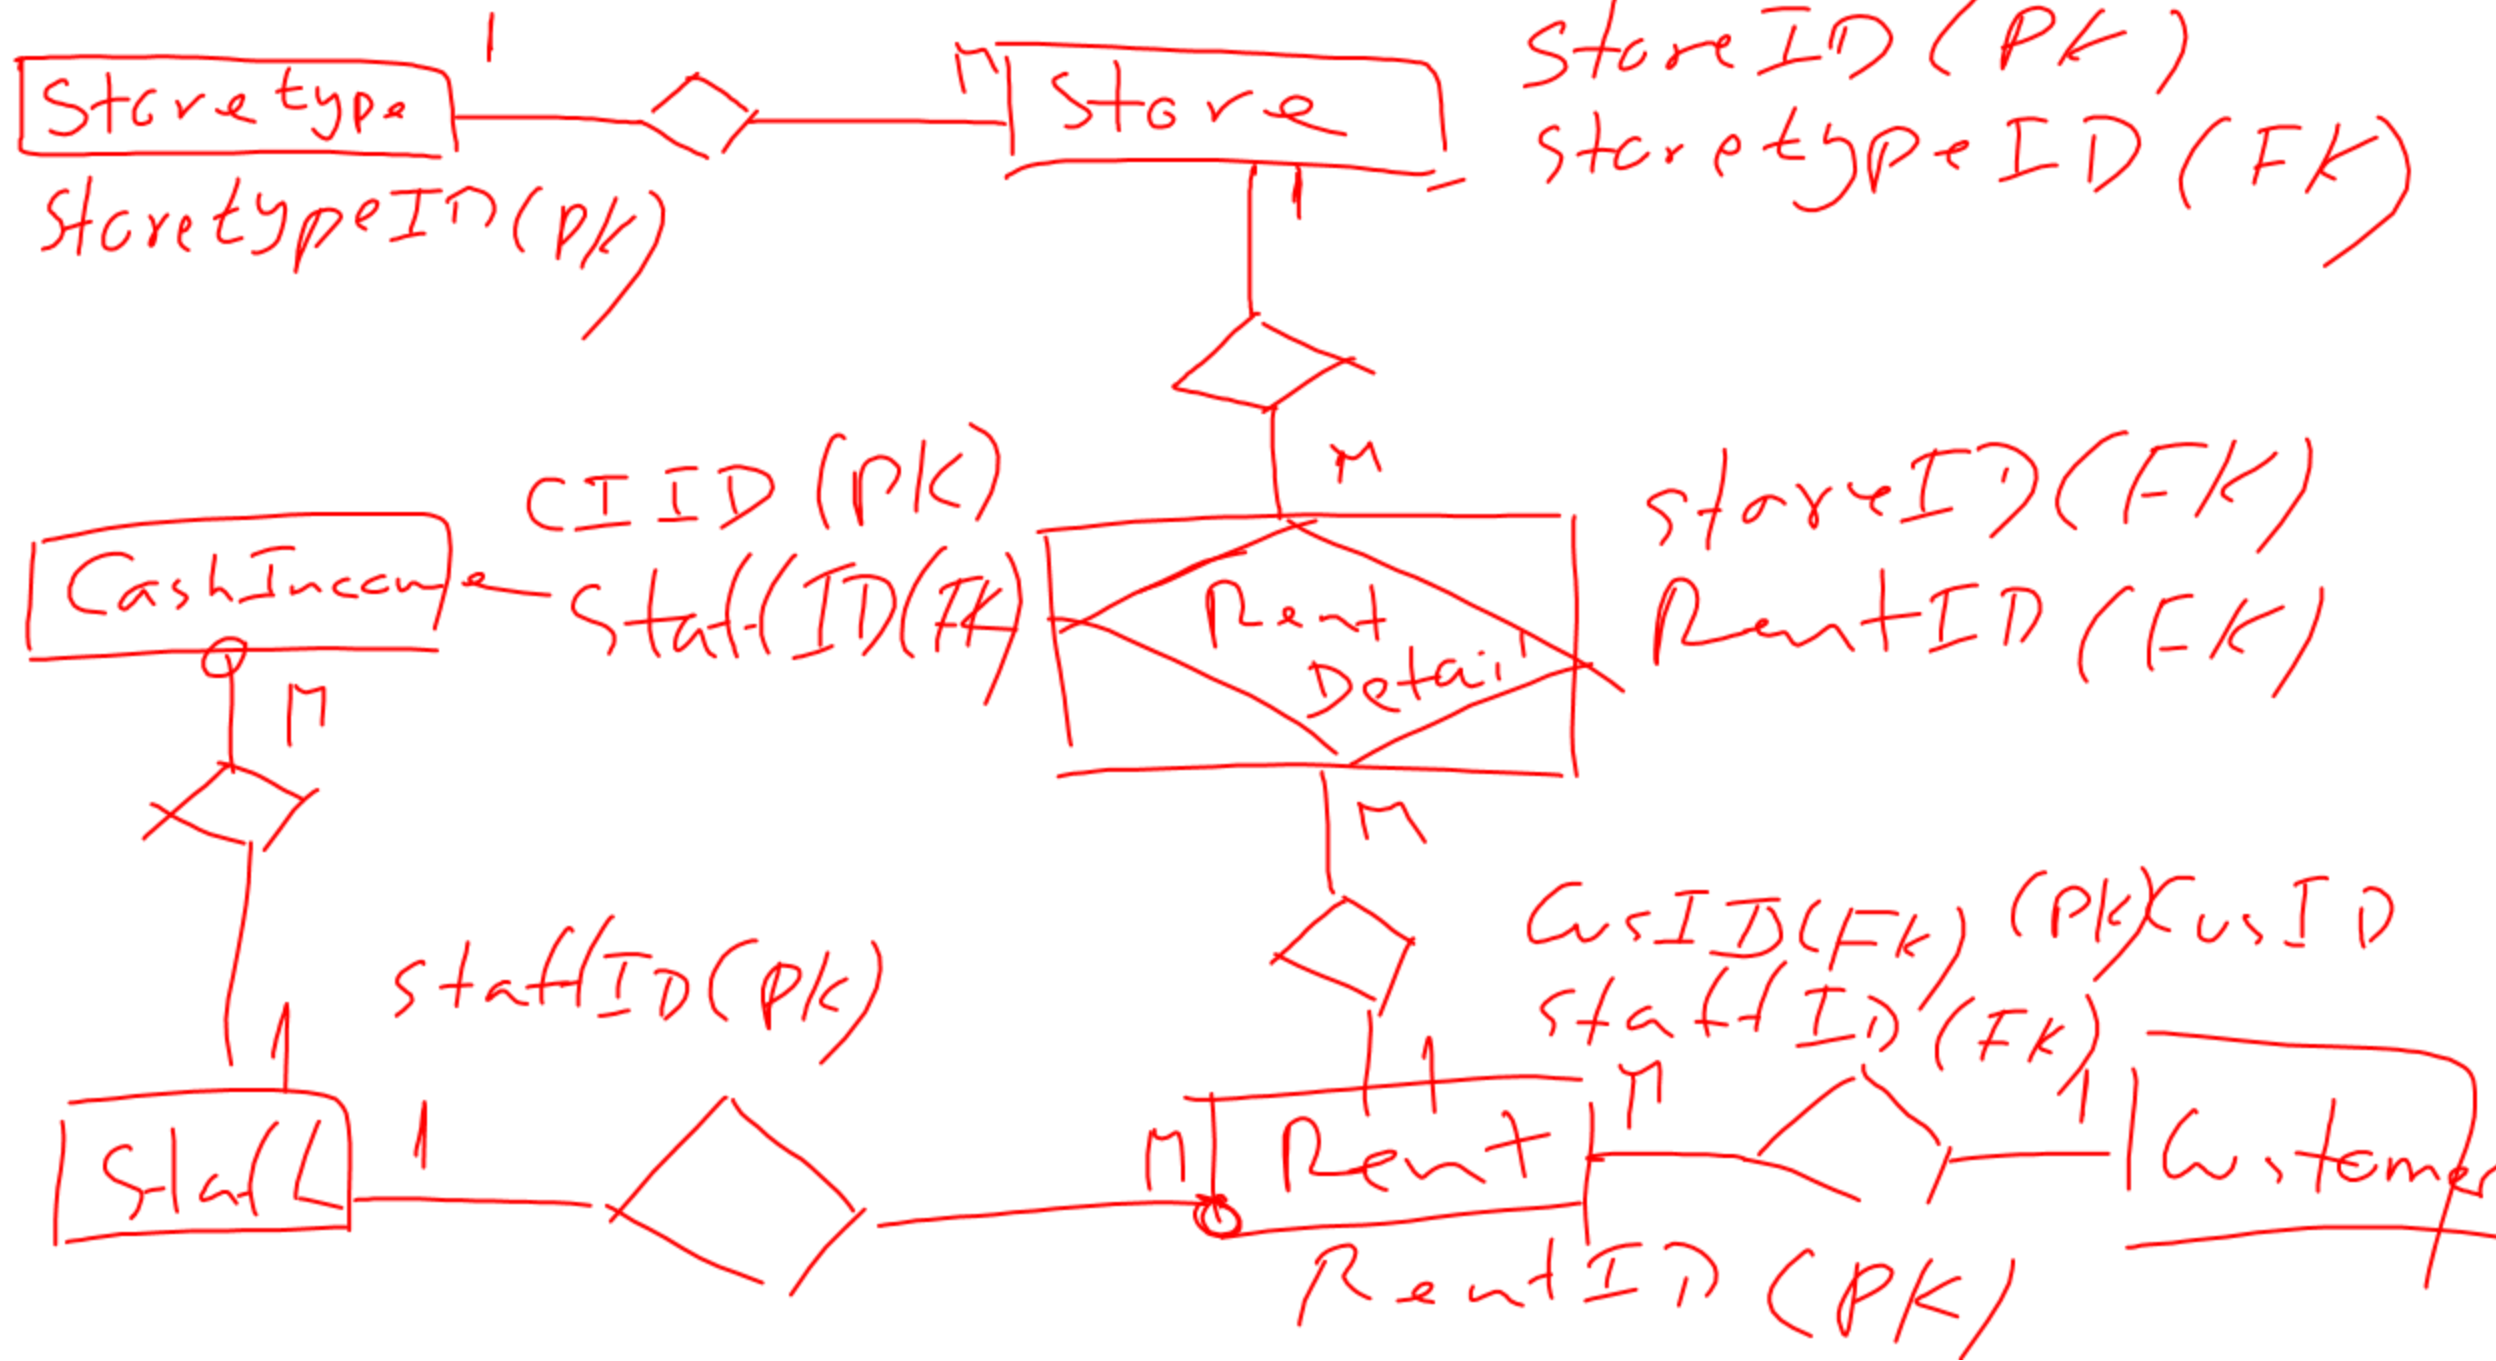 1
M
StoreID (PK)
Storetype
Store
storetypeID (FK)
StoretypeID (PK)
1
M
CIID (PK)
StoreID (FK)
CashIncome
StaffID (FK)
Rent
RentID (FK)
Detail
M
M
CusID (FK)
(PK) CusID
StaffID (PK)
StaffID (FK)
1
1
M
1
Staff
1
M
Rent
Customer
RentID (PK)